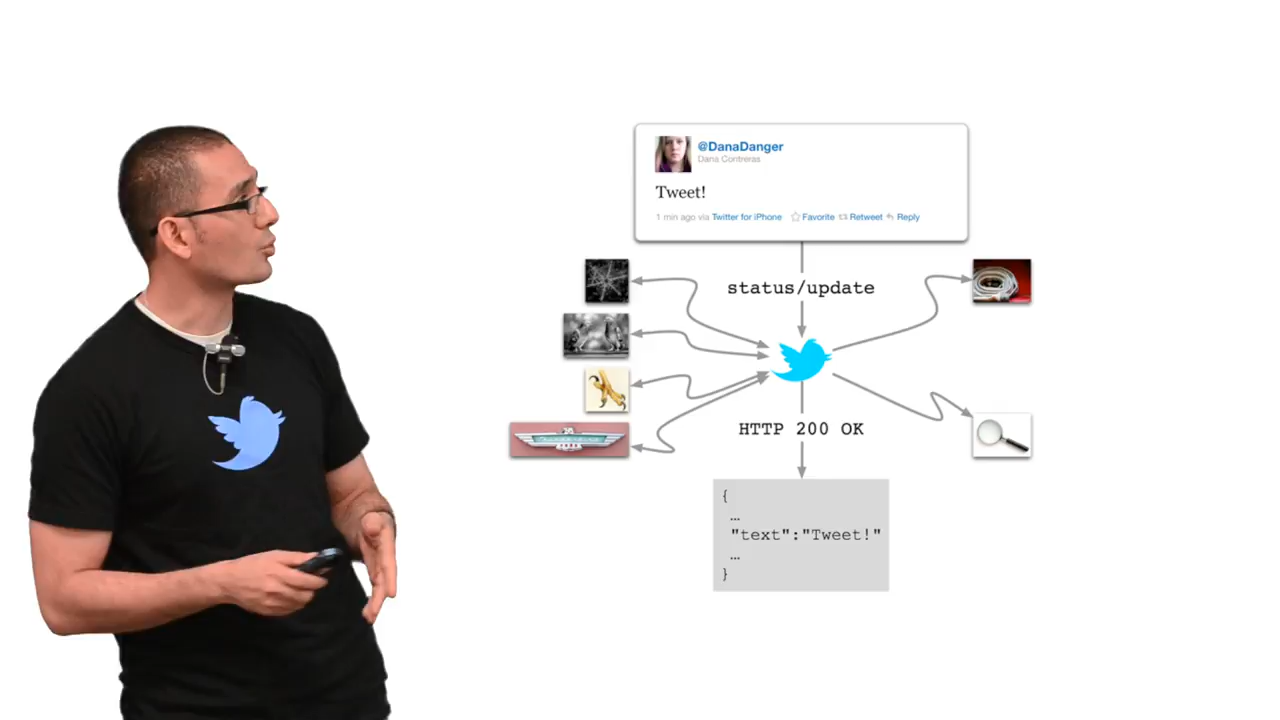 @DanaDanger
Dana Contreras
Tweet!
1 min ago via Twitter for iPhone Favorite Retweet Reply
status/update
HTTP 200 OK
{
…
"text":"Tweet!"
…
}